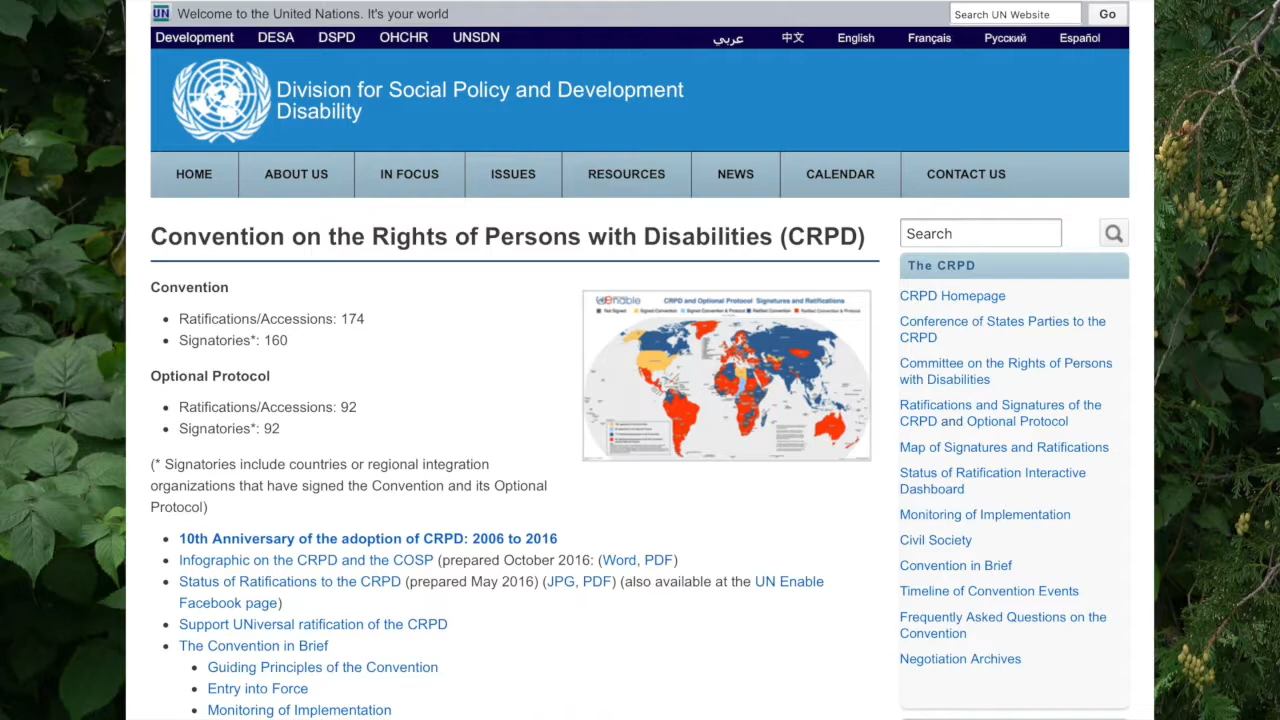 UN Welcome to the United Nations. It's your world
Search UN Website
Go
Development DESA DSPD OHCHR UNSDN
عربي 中文 English Français Русский Español
Division for Social Policy and Development
Disability
HOME ABOUT US IN FOCUS ISSUES RESOURCES NEWS CALENDAR CONTACT US
Convention on the Rights of Persons with Disabilities (CRPD)
Convention
• Ratifications/Accessions: 174
• Signatories*: 160
Optional Protocol
• Ratifications/Accessions: 92
• Signatories*: 92
(* Signatories include countries or regional integration
organizations that have signed the Convention and its Optional
Protocol)
CRPD and Optional Protocol Signatures and Ratifications
• 10th Anniversary of the adoption of CRPD: 2006 to 2016
• Infographic on the CRPD and the COSP (prepared October 2016: (Word, PDF)
• Status of Ratifications to the CRPD (prepared May 2016) (JPG, PDF) (also available at the UN Enable
Facebook page)
• Support UNiversal ratification of the CRPD
• The Convention in Brief
• Guiding Principles of the Convention
• Entry into Force
• Monitoring of Implementation
Search
The CRPD
CRPD Homepage
Conference of States Parties to the
CRPD
Committee on the Rights of Persons
with Disabilities
Ratifications and Signatures of the
CRPD and Optional Protocol
Map of Signatures and Ratifications
Status of Ratification Interactive
Dashboard
Monitoring of Implementation
Civil Society
Convention in Brief
Timeline of Convention Events
Frequently Asked Questions on the
Convention
Negotiation Archives